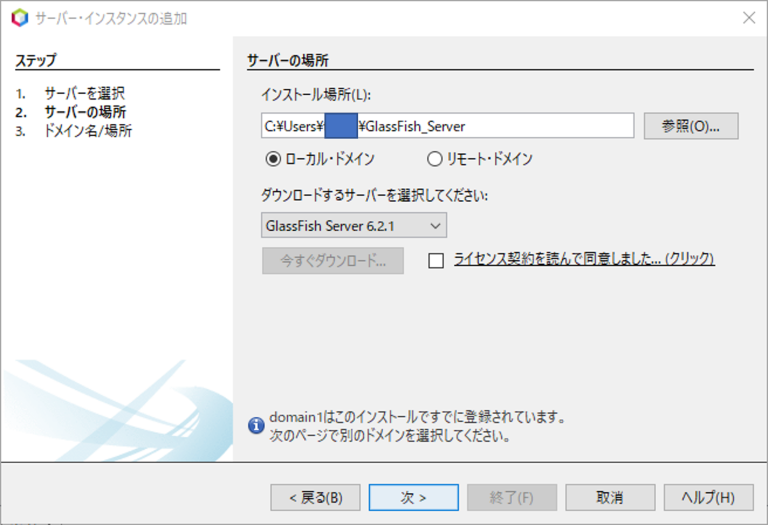 サーバー・インスタンスの追加
ステップ
1. サーバーを選択
2. サーバーの場所
3. ドメイン名/場所
サーバーの場所
インストール場所(L):
C:¥Users¥ ¥GlassFish_Server
参照(O)...
ローカル・ドメイン リモート・ドメイン
ダウンロードするサーバーを選択してください:
GlassFish Server 6.2.1
今すぐダウンロード... ライセンス契約を読んで同意しました... (クリック)
domain1はこのインストールですでに登録されています。
次のページで別のドメインを選択してください。
< 戻る(B) 次 > 終了(F) 取消 ヘルプ(H)